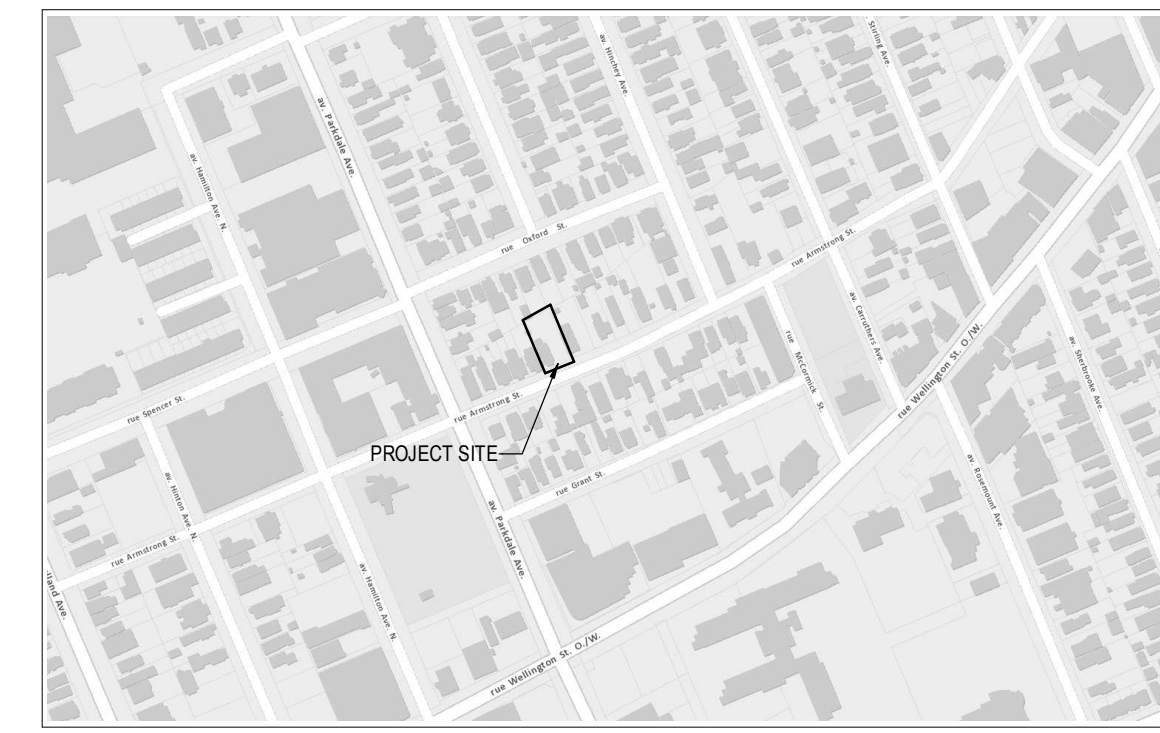 av. Stirling Ave.
av. Hinchey Ave.
av. Parkdale Ave.
av. Hamilton Ave. N.
rue Oxford St.
rue Armstrong St.
av. Carruthers Ave.
rue McCormick St.
rue Wellington St. O./W.
av. Sherbrooke Ave.
rue Spencer St.
rue Armstrong St.
PROJECT SITE
av. Hinton Ave. N.
rue Grant St.
av. Rosemount Ave.
av. Parkdale Ave.
rue Armstrong St.
lland Ave.
av. Hamilton Ave. N.
rue Wellington St. O./W.